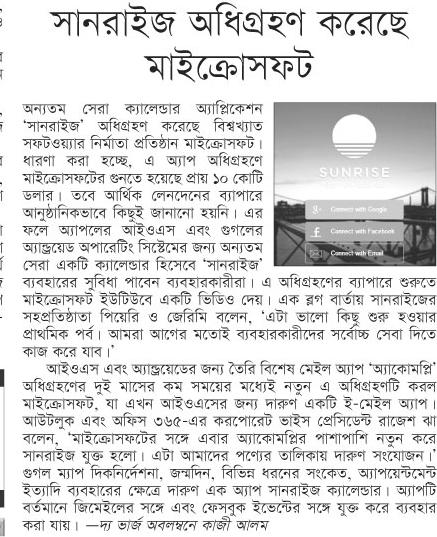 সানরাইজ অধিগ্রহণ করেছে
মাইক্রোসফট
অন্যতম সেরা ক্যালেন্ডার অ্যাপ্লিকেশন
‘সানরাইজ’ অধিগ্রহণ করেছে বিশ্বখ্যাত
সফটওয়্যার নির্মাতা প্রতিষ্ঠান মাইক্রোসফট।
ধারণা করা হচ্ছে, এ অ্যাপ অধিগ্রহণে
মাইক্রোসফটের গুনতে হয়েছে প্রায় ১০ কোটি
ডলার। তবে আর্থিক লেনদেনের ব্যাপারে
আনুষ্ঠানিকভাবে কিছুই জানানো হয়নি। এর
ফলে অ্যাপলের আইওএস এবং গুগলের
অ্যান্ড্রয়েড অপারেটিং সিস্টেমের জন্য অন্যতম
সেরা একটি ক্যালেন্ডার হিসেবে ‘সানরাইজ’
ব্যবহারের সুবিধা পাবেন ব্যবহারকারীরা। এ অধিগ্রহণের ব্যাপারে শুরুতে
মাইক্রোসফট ইউটিউবে একটি ভিডিও দেয়। এক ব্লগ বার্তায় সানরাইজের
সহপ্রতিষ্ঠাতা পিয়েরি ও জেরিমি বলেন, ‘এটা ভালো কিছু শুরু হওয়ার
প্রাথমিক পর্ব। আমরা আগের মতোই ব্যবহারকারীদের সর্বোচ্চ সেবা দিতে
কাজ করে যাব।’
আইওএস এবং অ্যান্ড্রয়েডের জন্য তৈরি বিশেষ মেইল অ্যাপ ‘অ্যাকোমপ্লি’
অধিগ্রহণের দুই মাসের কম সময়ের মধ্যেই নতুন এ অধিগ্রহণটি করল
মাইক্রোসফট, যা এখন আইওএসের জন্য দারুণ একটি ই-মেইল অ্যাপ।
আউটলুক এবং অফিস ৩৬৫-এর করপোরেট ভাইস প্রেসিডেন্ট রাজেশ ঝা
বলেন, ‘মাইক্রোসফটের সঙ্গে এবার অ্যাকোমপ্লির পাশাপাশি নতুন করে
সানরাইজ যুক্ত হলো। এটা আমাদের পণ্যের তালিকায় দারুণ সংযোজন।’
গুগল ম্যাপ দিকনির্দেশনা, জন্মদিন, বিভিন্ন ধরনের সংকেত, অ্যাপয়েন্টমেন্ট
ইত্যাদি ব্যবহারের ক্ষেত্রে দারুণ এক অ্যাপ সানরাইজ ক্যালেন্ডার। অ্যাপটি
বর্তমানে জিমেইলের সঙ্গে এবং ফেসবুক ইভেন্টের সঙ্গে যুক্ত করে ব্যবহার
করা যায়। —দ্য ভার্জ অবলম্বনে কাজী আলম
SUNRISE
Connect with Google
Connect with Facebook
Connect with Email